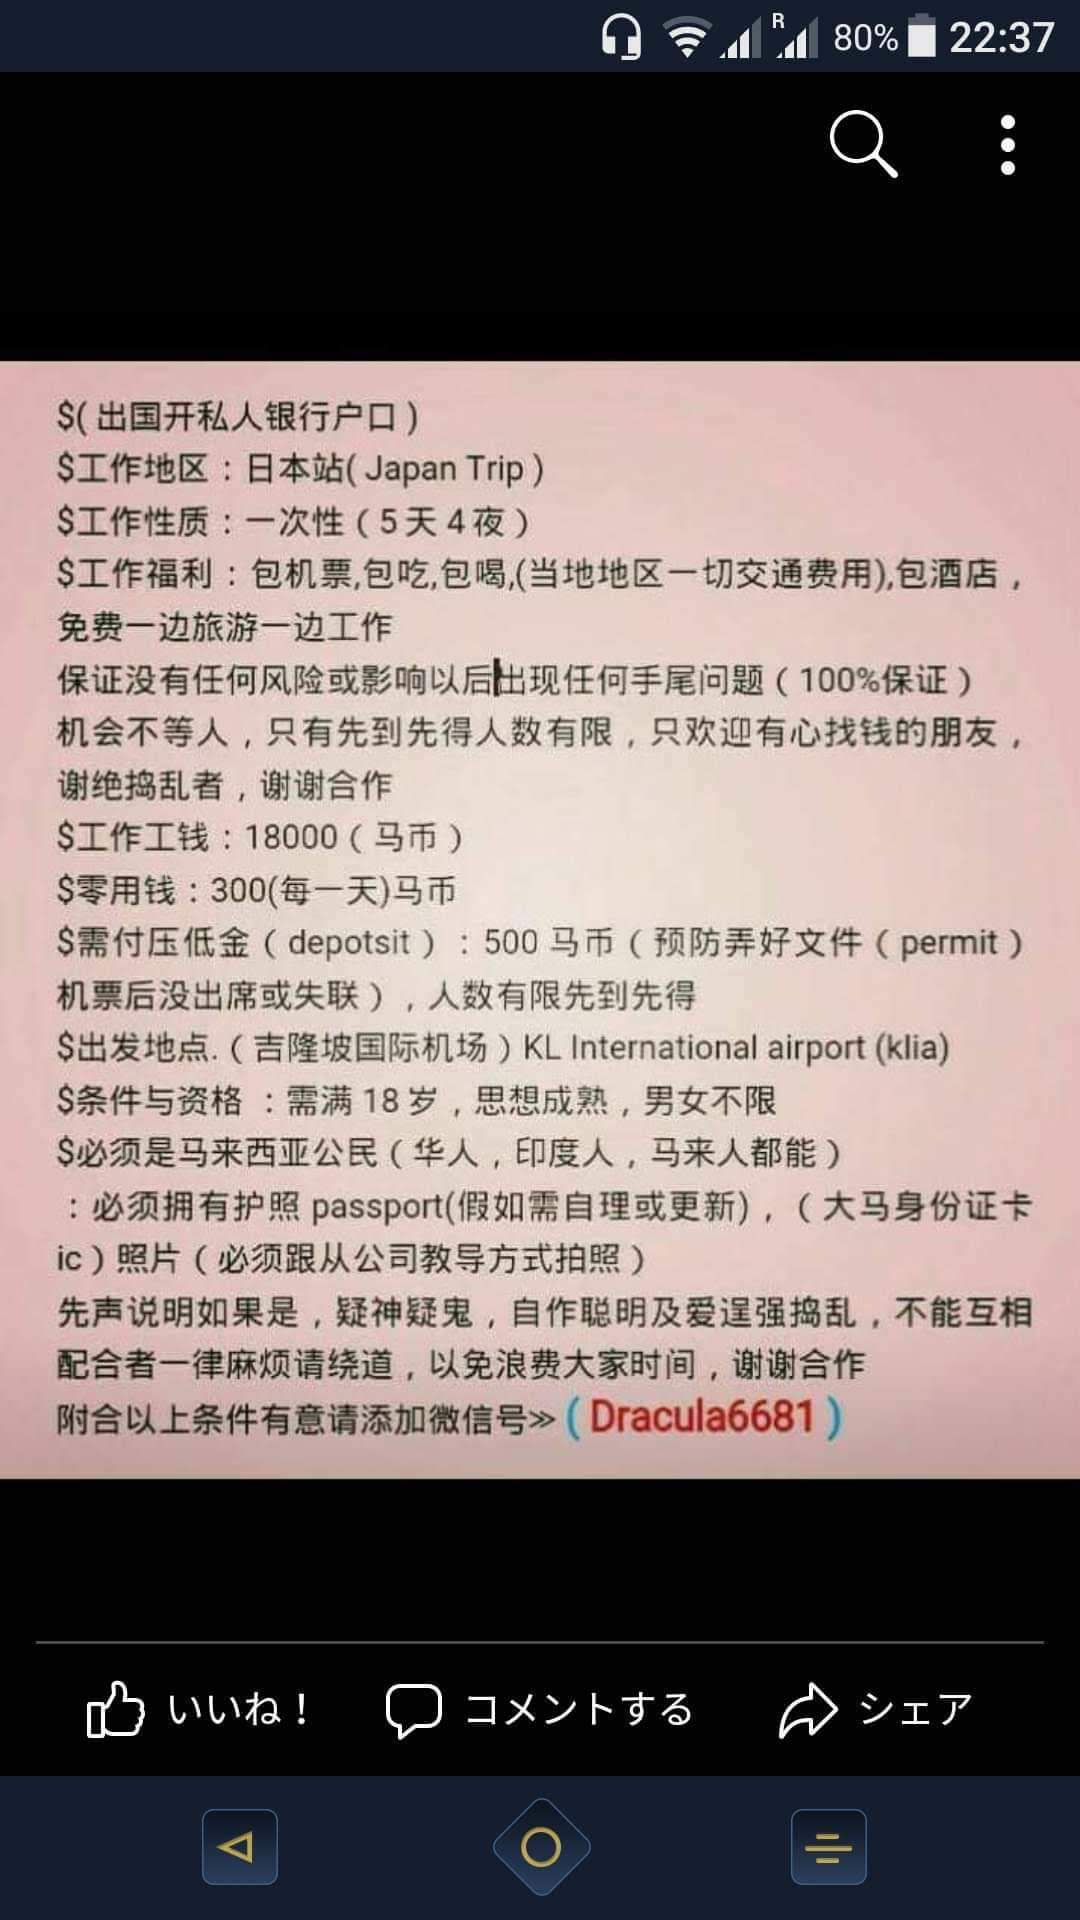 R 80% 22:37
$( 出国开私人银行户口 )
$工作地区：日本站( Japan Trip )
$工作性质：一次性（5天4夜）
$工作福利：包机票,包吃,包喝,(当地地区一切交通费用),包酒店，
免费一边旅游一边工作
保证没有任何风险或影响以后出现任何手尾问题（100%保证）
机会不等人，只有先到先得人数有限，只欢迎有心找钱的朋友，
谢绝捣乱者，谢谢合作
$工作工钱：18000（马币）
$零用钱：300(每一天)马币
$需付压低金（depotsit）：500 马币（预防弄好文件（permit）
机票后没出席或失联），人数有限先到先得
$出发地点.（吉隆坡国际机场）KL International airport (klia)
$条件与资格 ：需满 18 岁，思想成熟，男女不限
$必须是马来西亚公民（华人，印度人，马来人都能）
：必须拥有护照 passport(假如需自理或更新)，（大马身份证卡
ic）照片（必须跟从公司教导方式拍照）
先声说明如果是，疑神疑鬼，自作聪明及爱逞强捣乱，不能互相
配合者一律麻烦请绕道，以免浪费大家时间，谢谢合作
附合以上条件有意请添加微信号≫（Dracula6681）
いいね！ コメントする シェア